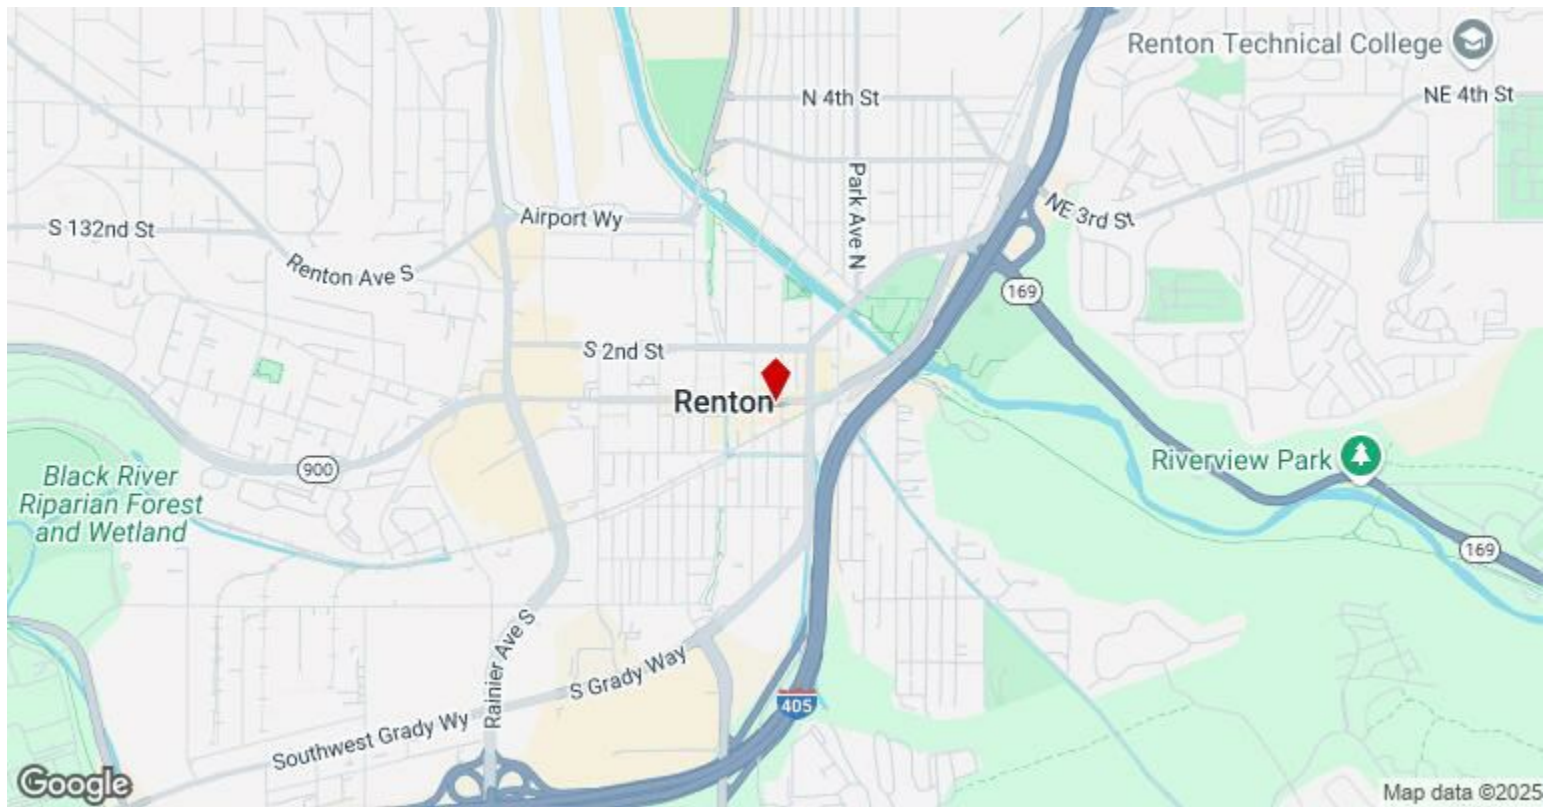 Renton Technical College
N 4th St
NE 4th St
Park Ave N
NE 3rd St
Airport Wy
S 132nd St
Renton Ave S
169
S 2nd St
Renton
900
Riverview Park
Black River
Riparian Forest
and Wetland
169
Rainier Ave S
S Grady Way
405
Southwest Grady Wy
Google
Map data ©2025